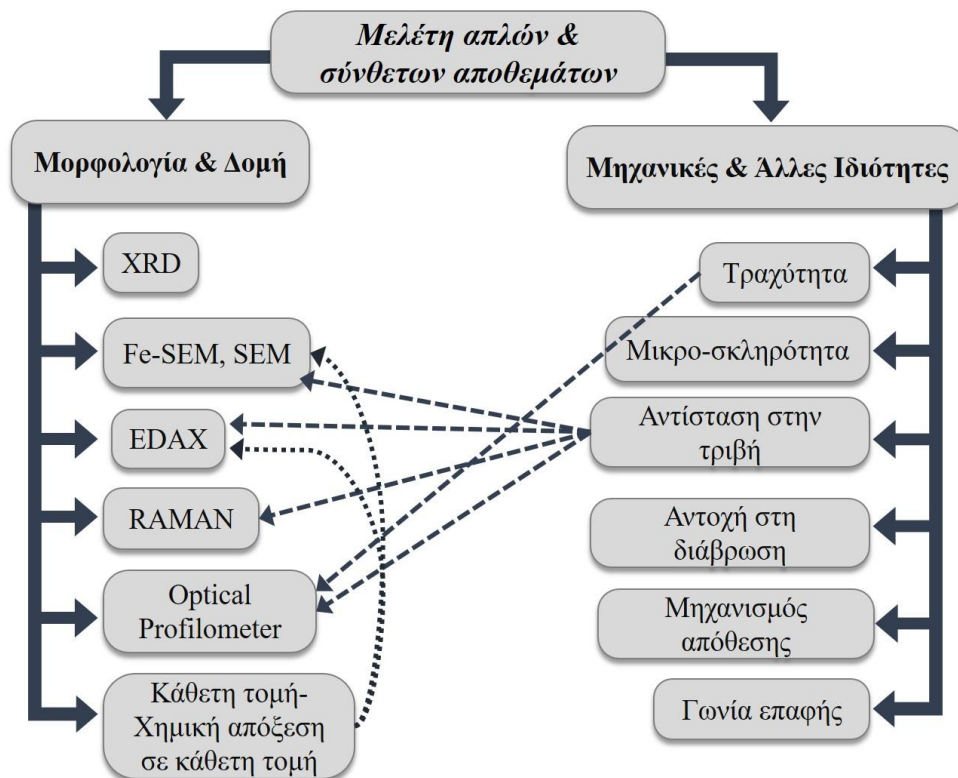 Μελέτη απλών &
σύνθετων αποθεμάτων
Μορφολογία & Δομή
XRD
Fe-SEM, SEM
EDAX
RAMAN
Optical
Profilometer
Κάθετη τομή-
Χημική απόξεση
σε κάθετη τομή
Μηχανικές & Άλλες Ιδιότητες
Τραχύτητα
Μικρο-σκληρότητα
Αντίσταση στην
τριβή
Αντοχή στη
διάβρωση
Μηχανισμός
απόθεσης
Γωνία επαφής